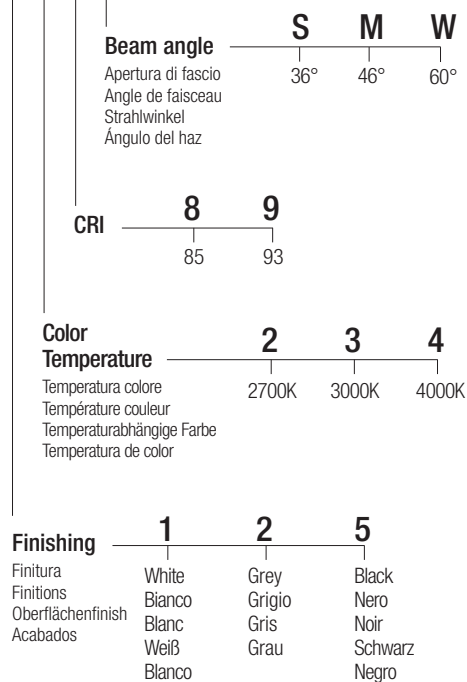 S M W
Beam angle
Apertura di fascio 36° 46° 60°
Angle de faisceau
Strahlwinkel
Ángulo del haz
8 9
CRI
85 93
Color
Temperature 2 3 4
Temperatura colore 2700K 3000K 4000K
Température couleur
Temperaturabhängige Farbe
Temperatura de color
1 2 5
Finishing
Finitura White Grey Black
Finitions Bianco Grigio Nero
Oberflächenfinish Blanc Gris Noir
Acabados Weiß Grau Schwarz
Blanco Negro